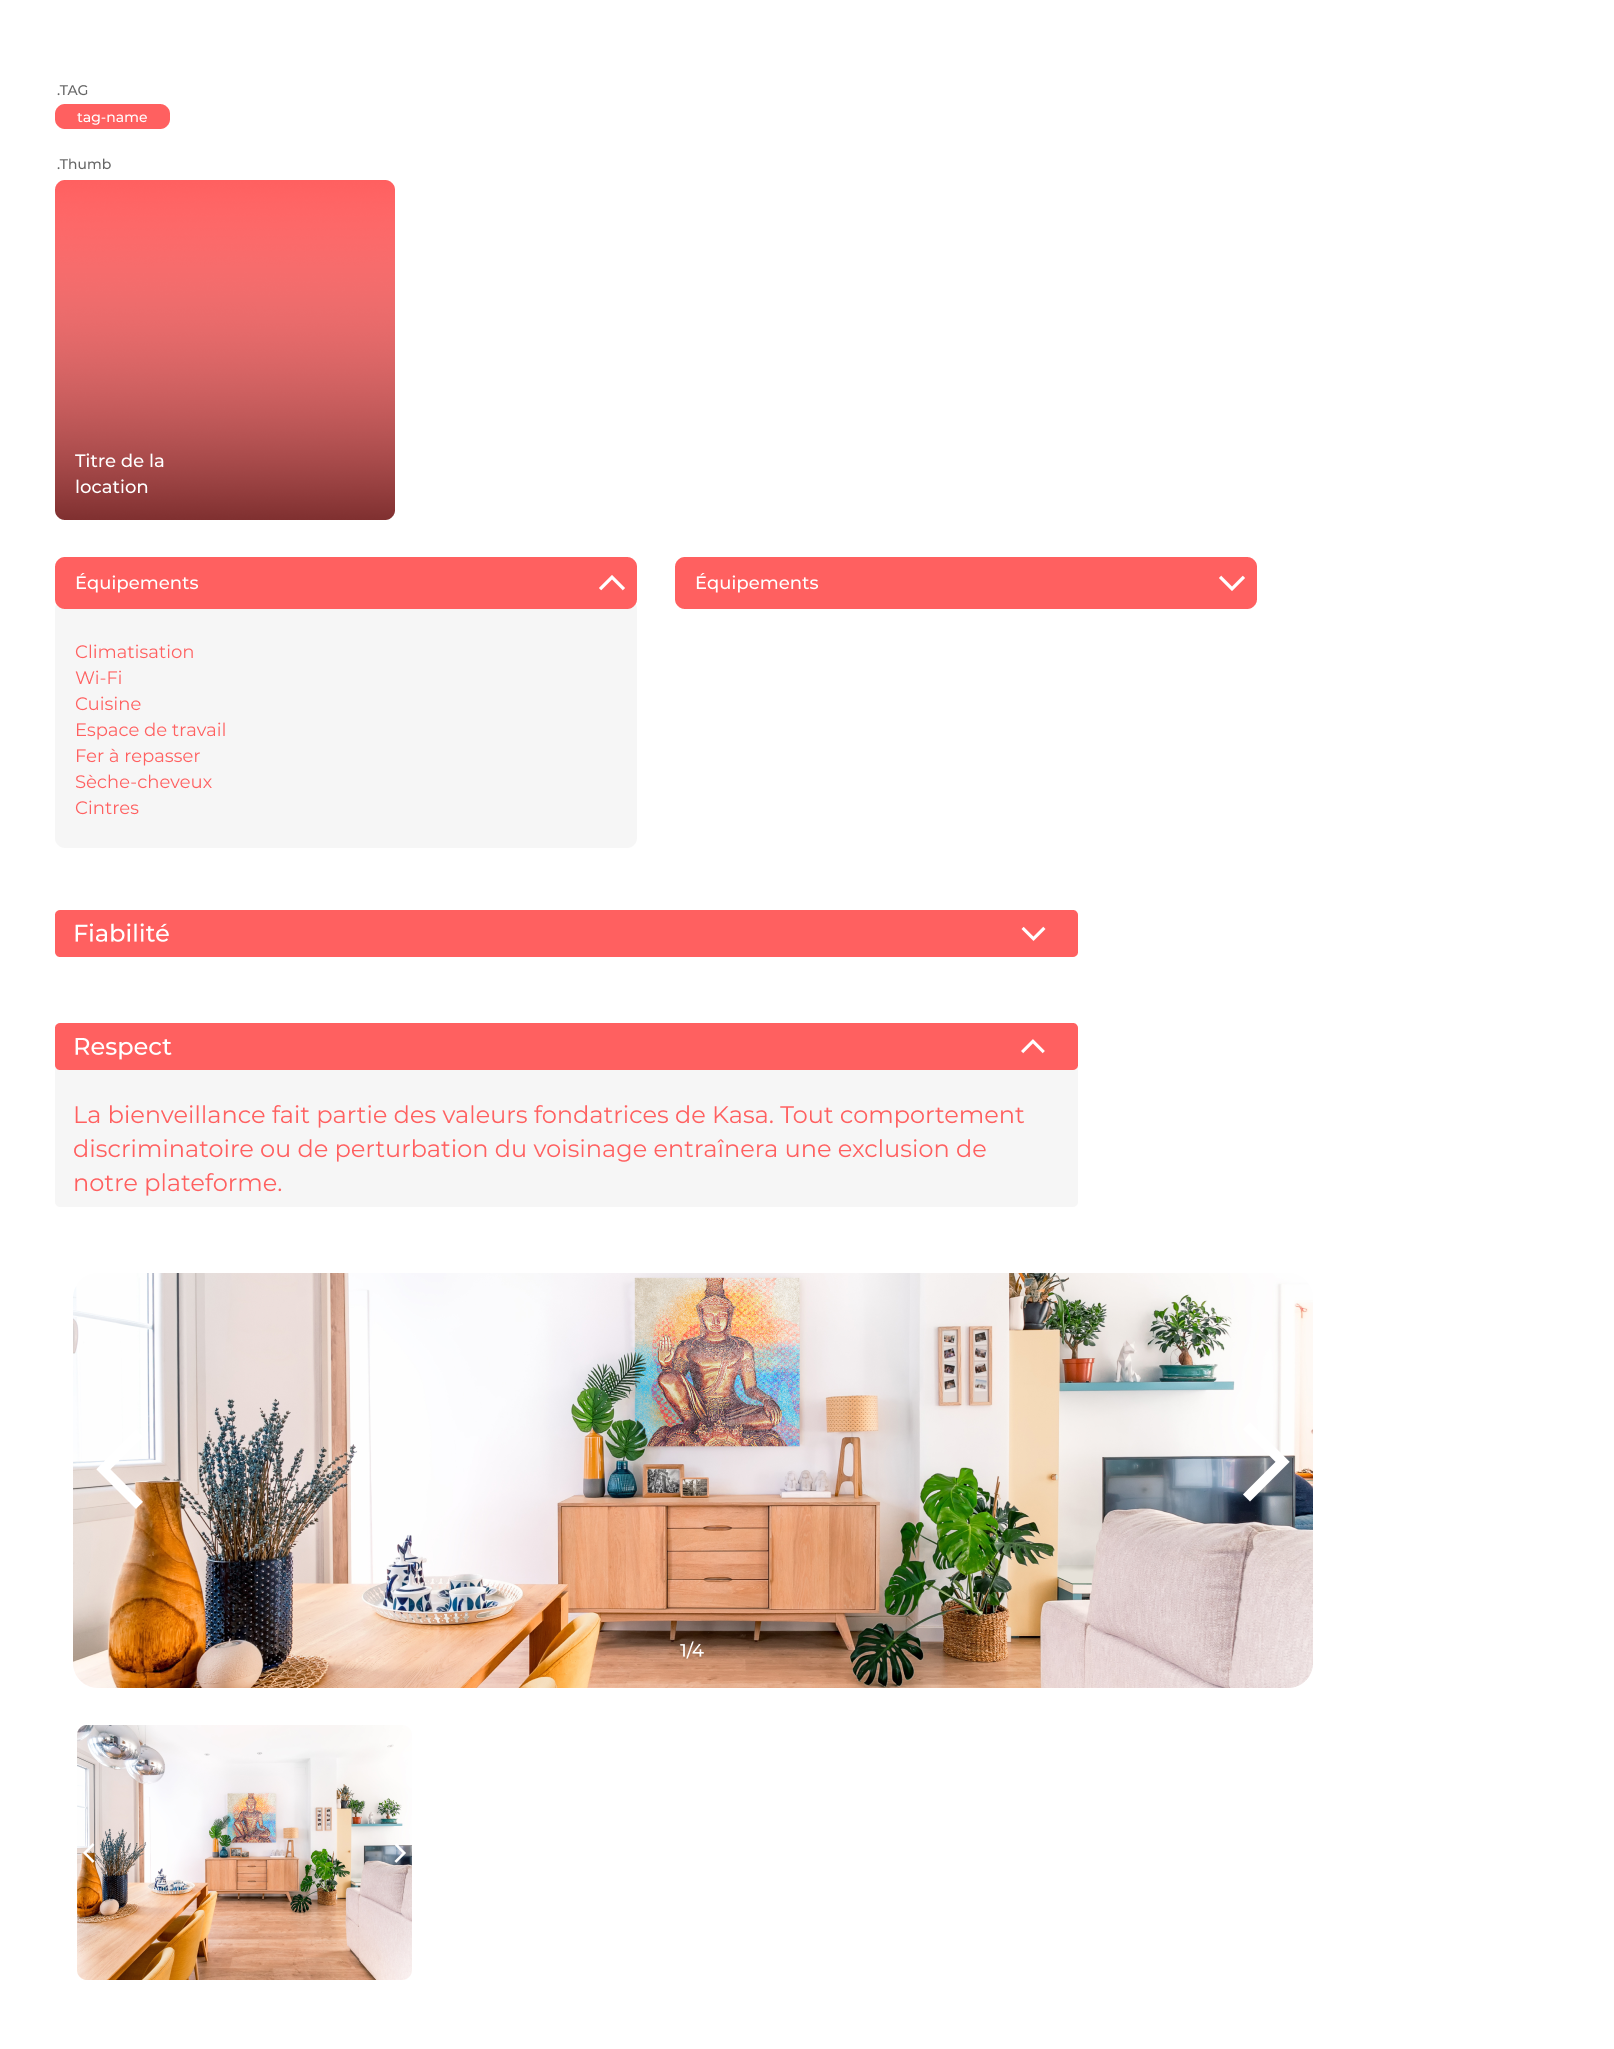 .TAG
tag-name
.Thumb
Titre de la
location
Équipements
Équipements
Climatisation
Wi-Fi
Cuisine
Espace de travail
Fer à repasser
Sèche-cheveux
Cintres
Fiabilité
Respect
La bienveillance fait partie des valeurs fondatrices de Kasa. Tout comportement
discriminatoire ou de perturbation du voisinage entraînera une exclusion de
notre plateforme.
1/4